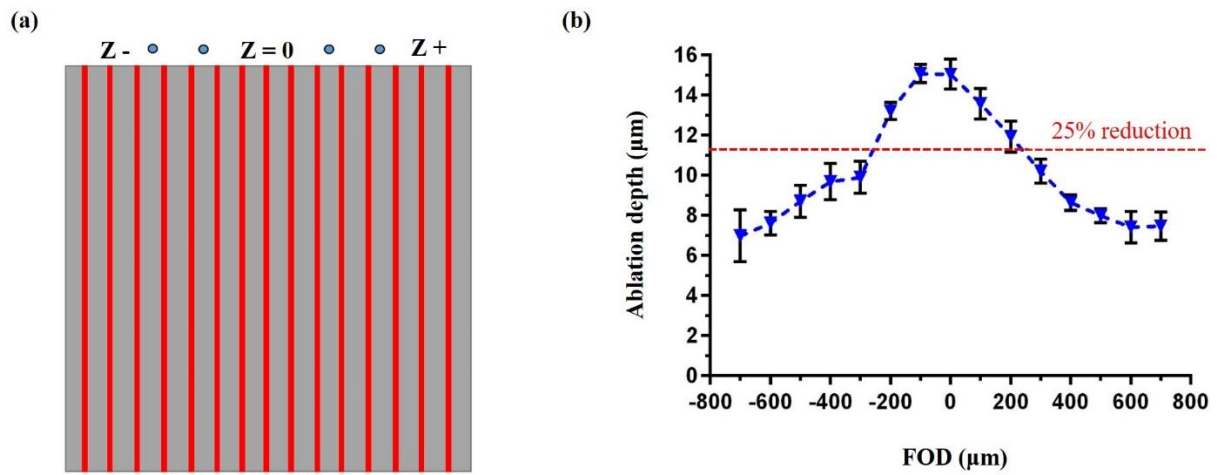 (a)
Z - Z = 0 Z +
(b)
Ablation depth (µm)
16
14
12
10
8
6
4
2
0
25% reduction
-800 -600 -400 -200 0 200 400 600 800
FOD (µm)